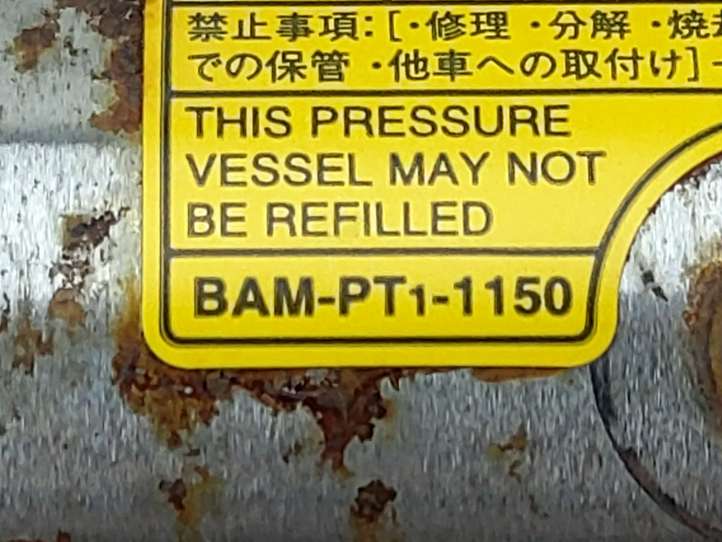 禁止事項:[・修理 ・分解 ・焼
での保管 ・他車への取付け]
THIS PRESSURE
VESSEL MAY NOT
BE REFILLED
BAM-PT1-1150